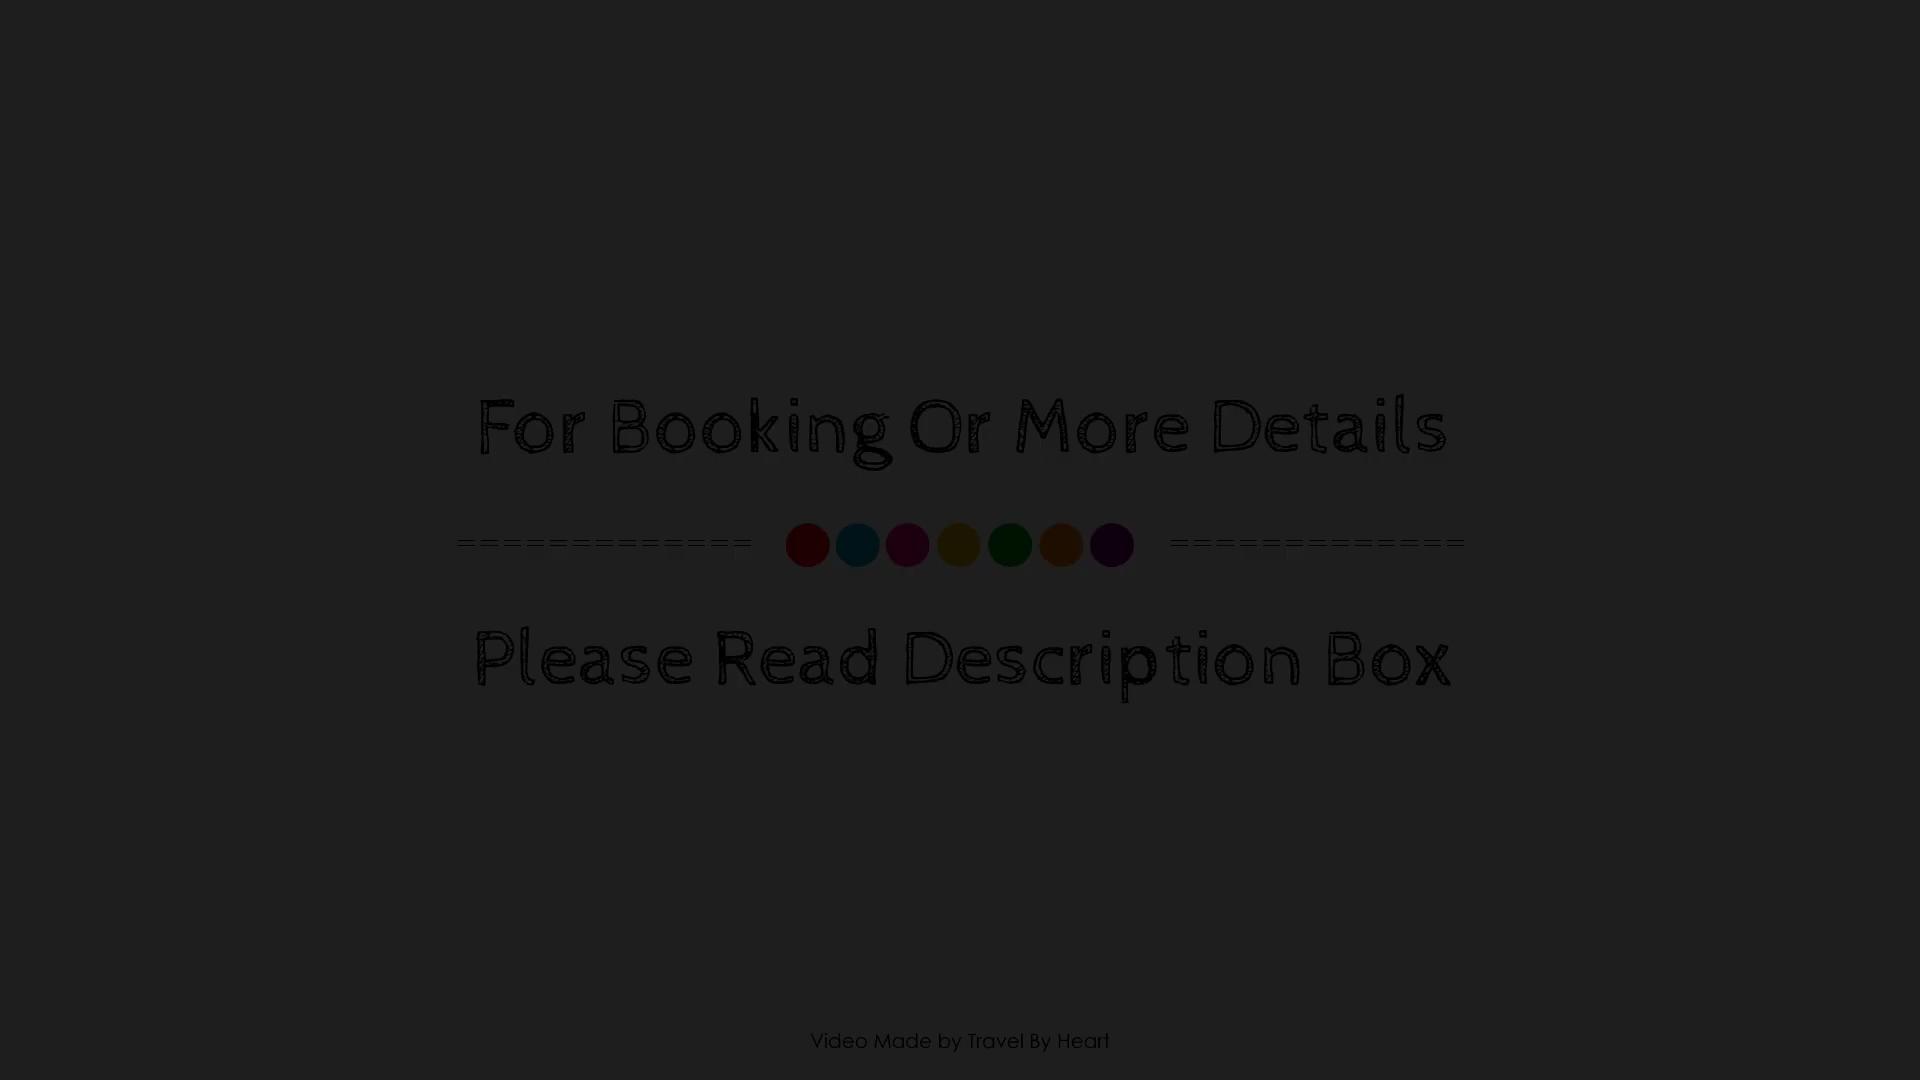 For Booking Or More Details
============= =============
Please Read Description Box
Video Made by Travel By Heart